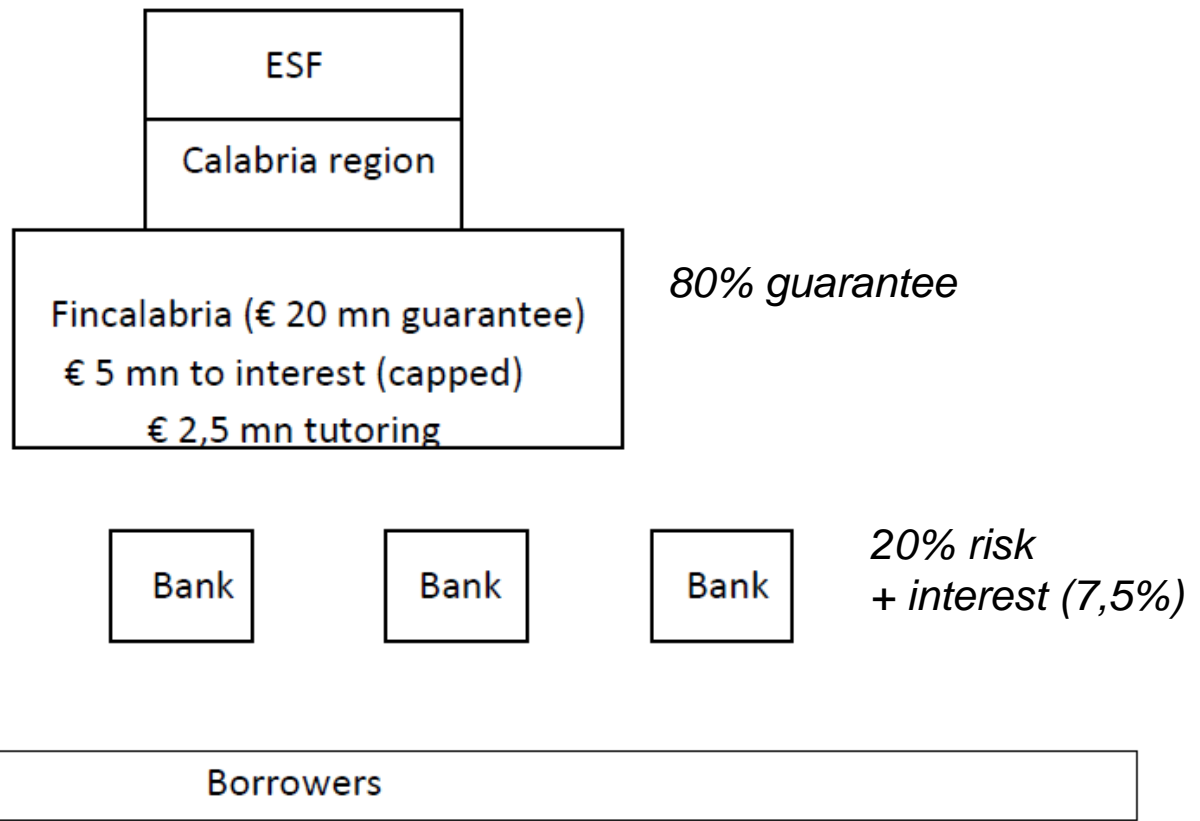 ESF
Calabria region
80% guarantee
Fincalabria (€ 20 mn guarantee)
€ 5 mn to interest (capped)
€ 2,5 mn tutoring
Bank
Bank
Bank
20% risk
+ interest (7,5%)
Borrowers